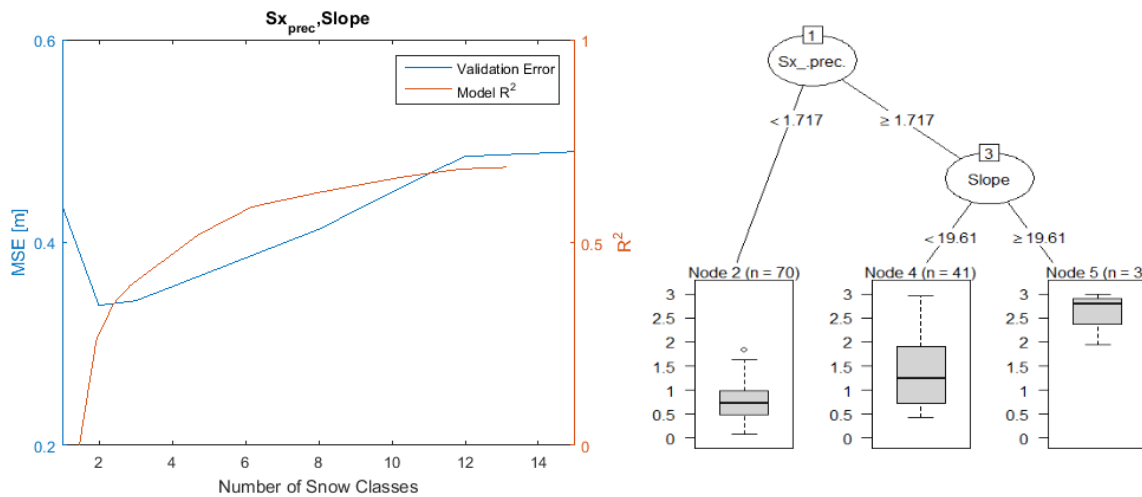 Sx_prec,Slope
0.6
0.4
0.2
MSE [m]
Validation Error
Model R²
1
0.5
0
R²
2 4 6 8 10 12 14
Number of Snow Classes
1
Sx_.prec.
< 1.717
≥ 1.717
3
Slope
< 19.61
≥ 19.61
Node 2 (n = 70)
Node 4 (n = 41)
Node 5 (n = 3
3 3 3
2.5 2.5 2.5
2 2 2
1.5 1.5 1.5
1 1 1
0.5 0.5 0.5
0 0 0